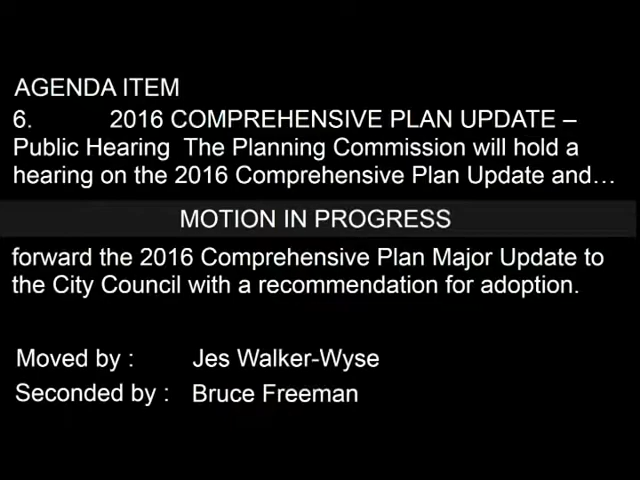 AGENDA ITEM
6. 2016 COMPREHENSIVE PLAN UPDATE –
Public Hearing The Planning Commission will hold a
hearing on the 2016 Comprehensive Plan Update and…
MOTION IN PROGRESS
forward the 2016 Comprehensive Plan Major Update to
the City Council with a recommendation for adoption.
Moved by : Jes Walker-Wyse
Seconded by : Bruce Freeman